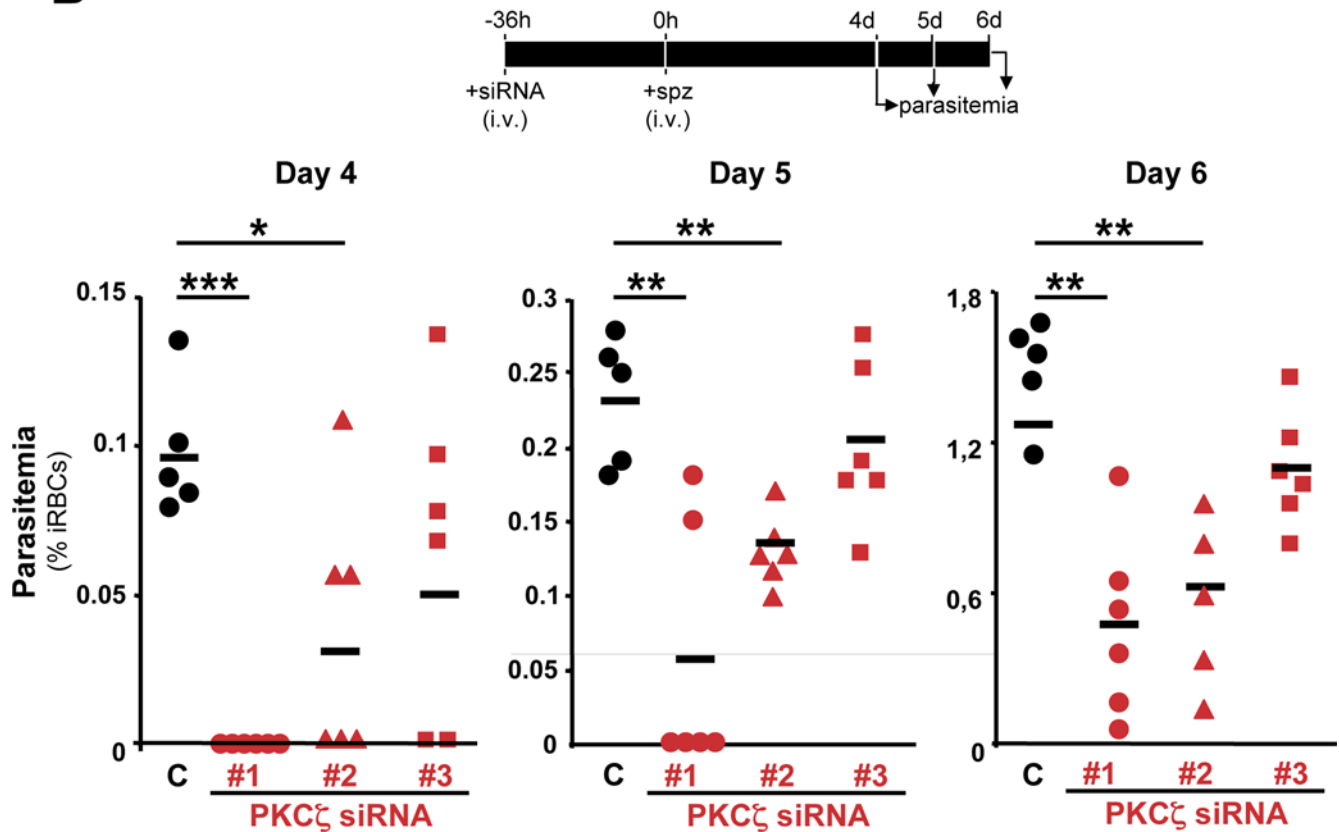 -36h 0h 4d 5d 6d
+siRNA +spz parasitemia
(i.v.) (i.v.)
Day 4 Day 5 Day 6
* ** **
*** ** **
0.15 0.3 1,8
0.25
0.1 0.2 1,2
0.15
0.05 0.1 0,6
0.05
0 0 0
Parasitemia
(% iRBCs)
C #1 #2 #3 C #1 #2 #3 C #1 #2 #3
PKCζ siRNA PKCζ siRNA PKCζ siRNA